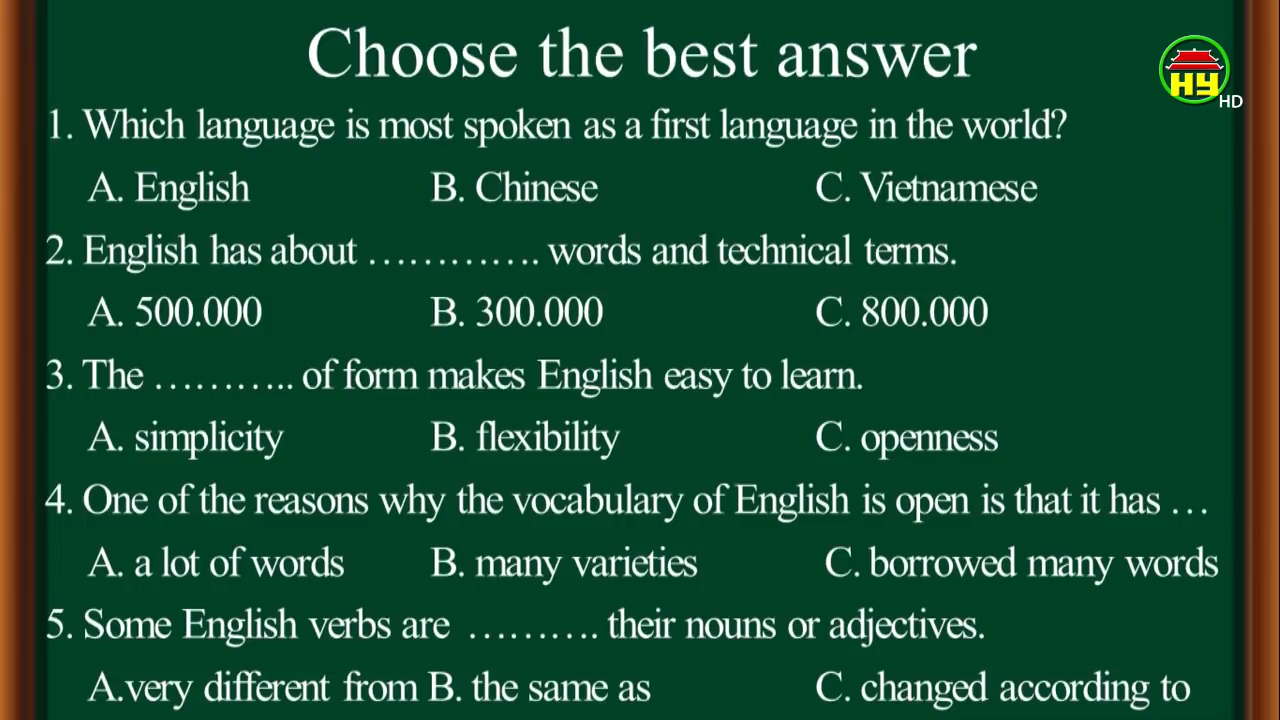 Choose the best answer
HY
HD
1. Which language is most spoken as a first language in the world?
A. English B. Chinese C. Vietnamese
2. English has about …………. words and technical terms.
A. 500.000 B. 300.000 C. 800.000
3. The ……….. of form makes English easy to learn.
A. simplicity B. flexibility C. openness
4. One of the reasons why the vocabulary of English is open is that it has …
A. a lot of words B. many varieties C. borrowed many words
5. Some English verbs are ………. their nouns or adjectives.
A.very different from B. the same as C. changed according to